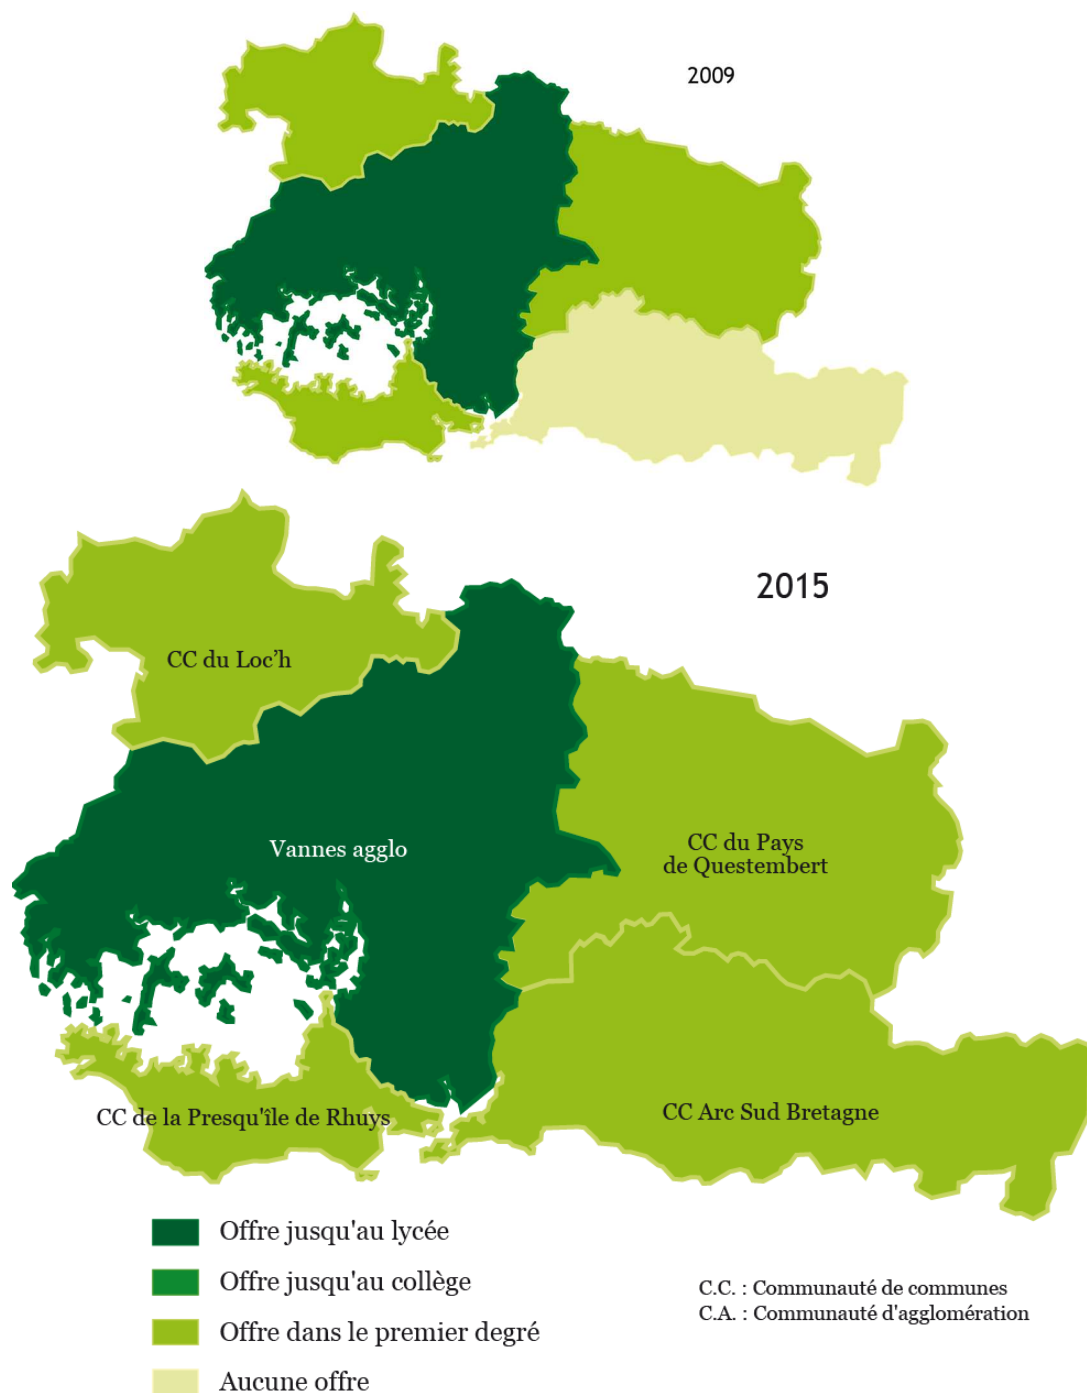 2009
2015
CC du Loc'h
Vannes agglo
CC du Pays
de Questembert
CC de la Presqu'île de Rhuys
CC Arc Sud Bretagne
Offre jusqu'au lycée
Offre jusqu'au collège
Offre dans le premier degré
Aucune offre
C.C. : Communauté de communes
C.A. : Communauté d'agglomération